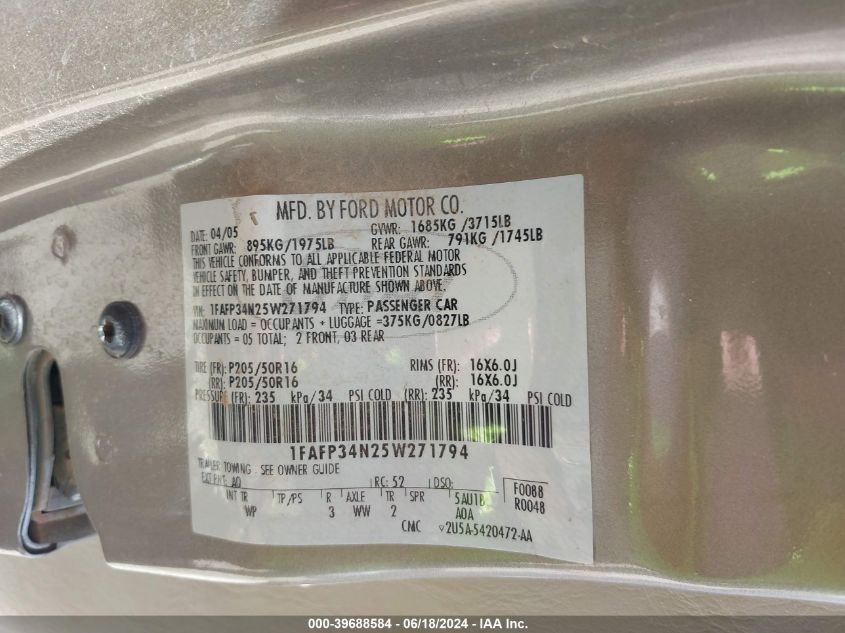 MFD. BY FORD MOTOR CO.
DATE: 04/05 GVWR: 1685KG /3715LB
FRONT GAWR: 895KG /1975LB REAR GAWR: 791KG /1745LB
THIS VEHICLE CONFORMS TO ALL APPLICABLE FEDERAL MOTOR
VEHICLE SAFETY, BUMPER, AND THEFT PREVENTION STANDARDS
IN EFFECT ON THE DATE OF MANUFACTURE SHOWN ABOVE.
VIN: 1FAFP34N25W271794 TYPE: PASSENGER CAR
MAXIMUM LOAD = OCCUPANTS + LUGGAGE =375KG/0827LB
OCCUPANTS = 05 TOTAL; 2 FRONT, 03 REAR
TIRE (FR): P205/50R16 RIMS (FR): 16X6.0J
(RR): P205/50R16 (RR): 16X6.0J
PRESSURE (FR): 235 kPa/34 PSI COLD (RR): 235 kPa/34 PSI COLD
1FAFP34N25W271794
TRAILER TOWING - SEE OWNER GUIDE
EXT PNT: AQ RC: 52 DSO:
INT TR TP/PS R AXLE TR SPR 5AU1B F0088
WP 3 WW 2 AOA R0048
CMC 2U5A-5420472-AA
000-39688584 - 06/18/2024 - IAA Inc.